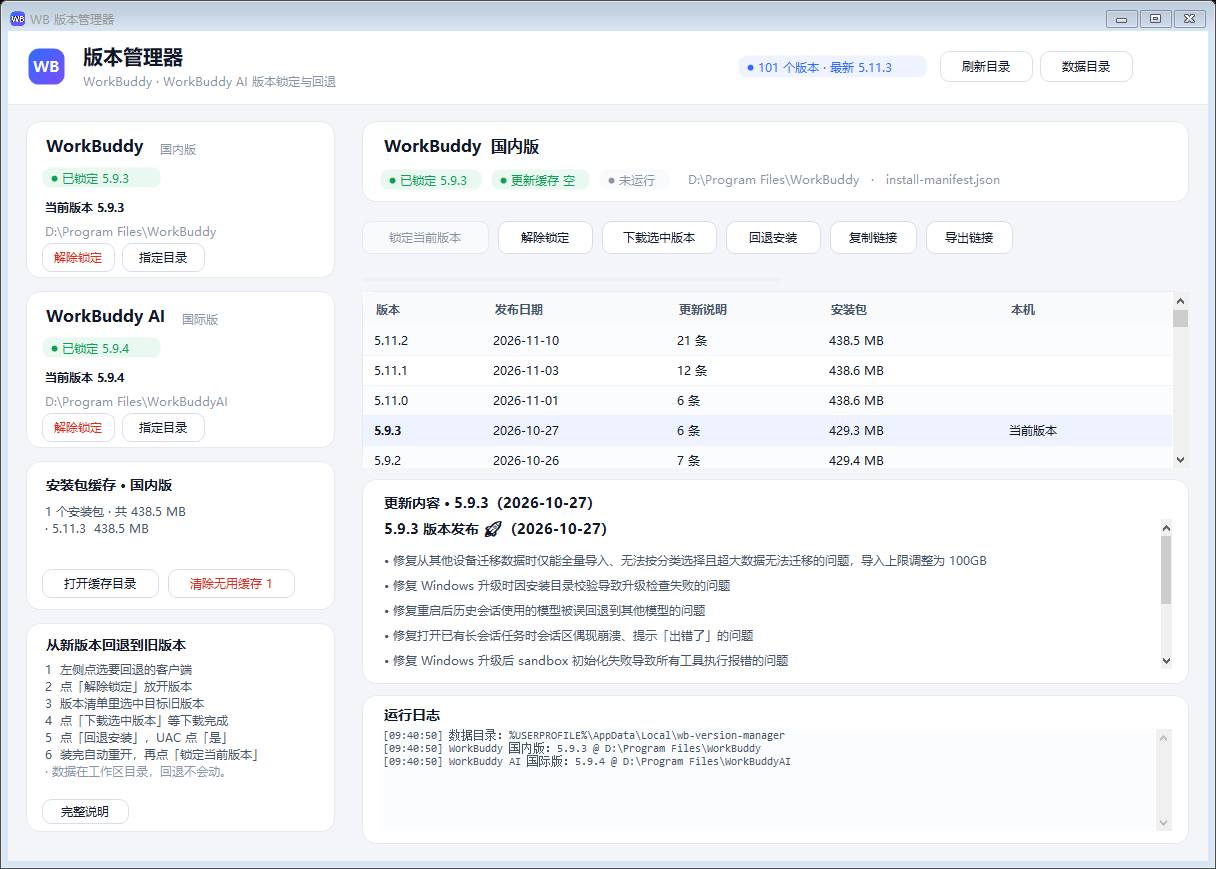 WB 版本管理器
WB
版本管理器
WorkBuddy · WorkBuddy AI 版本锁定与回退
● 101 个版本 · 最新 5.11.3
刷新目录
数据目录
WorkBuddy 国内版
● 已锁定 5.9.3
当前版本 5.9.3
D:\Program Files\WorkBuddy
解除锁定
指定目录
WorkBuddy AI 国际版
● 已锁定 5.9.4
当前版本 5.9.4
D:\Program Files\WorkBuddyAI
解除锁定
指定目录
安装包缓存 • 国内版
1 个安装包 · 共 438.5 MB
· 5.11.3 438.5 MB
打开缓存目录
清除无用缓存 1
从新版本回退到旧版本
1 左侧点选要回退的客户端
2 点「解除锁定」放开版本
3 版本清单里选中目标旧版本
4 点「下载选中版本」等下载完成
5 点「回退安装」，UAC 点「是」
6 装完自动重开，再点「锁定当前版本」
· 数据在工作区目录，回退不会动。
完整说明
WorkBuddy 国内版
● 已锁定 5.9.3
● 更新缓存 空
● 未运行
D:\Program Files\WorkBuddy · install-manifest.json
锁定当前版本
解除锁定
下载选中版本
回退安装
复制链接
导出链接
版本 发布日期 更新说明 安装包 本机
5.11.2 2026-11-10 21 条 438.5 MB
5.11.1 2026-11-03 12 条 438.6 MB
5.11.0 2026-11-01 6 条 438.6 MB
5.9.3 2026-10-27 6 条 429.3 MB 当前版本
5.9.2 2026-10-26 7 条 429.4 MB
更新内容 • 5.9.3（2026-10-27）
5.9.3 版本发布 🚀（2026-10-27）
• 修复从其他设备迁移数据时仅能全量导入、无法按分类选择且超大数据无法迁移的问题，导入上限调整为 100GB
• 修复 Windows 升级时因安装目录校验导致升级检查失败的问题
• 修复重启后历史会话使用的模型被误回退到其他模型的问题
• 修复打开已有长会话任务时会话区偶现崩溃、提示「出错了」的问题
• 修复 Windows 升级后 sandbox 初始化失败导致所有工具执行报错的问题
运行日志
[09:40:50] 数据目录: %USERPROFILE%\AppData\Local\wb-version-manager
[09:40:50] WorkBuddy 国内版: 5.9.3 @ D:\Program Files\WorkBuddy
[09:40:50] WorkBuddy AI 国际版: 5.9.4 @ D:\Program Files\WorkBuddyAI